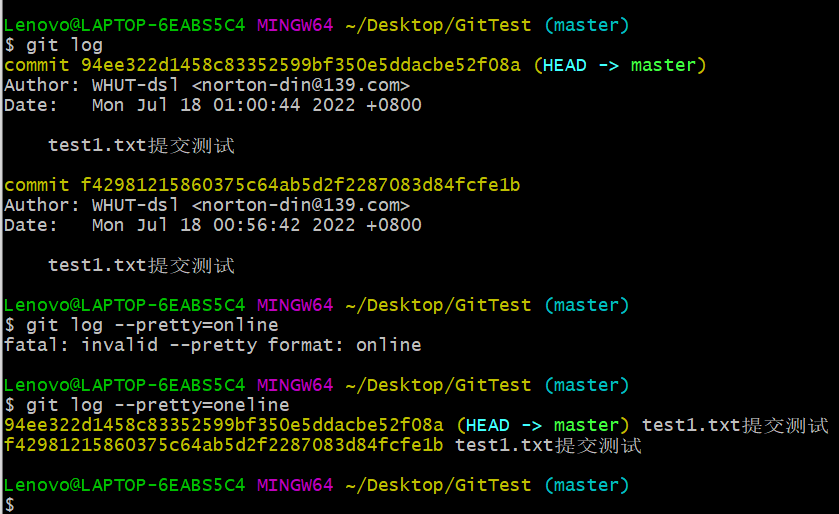 Lenovo@LAPTOP-6EABS5C4 MINGW64 ~/Desktop/GitTest (master)
$ git log
commit 94ee322d1458c83352599bf350e5ddacbe52f08a (HEAD -> master)
Author: WHUT-dsl <norton-din@139.com>
Date:   Mon Jul 18 01:00:44 2022 +0800
    test1.txt提交测试
commit f42981215860375c64ab5d2f2287083d84fcfe1b
Author: WHUT-dsl <norton-din@139.com>
Date:   Mon Jul 18 00:56:42 2022 +0800
    test1.txt提交测试
Lenovo@LAPTOP-6EABS5C4 MINGW64 ~/Desktop/GitTest (master)
$ git log --pretty=online
fatal: invalid --pretty format: online
Lenovo@LAPTOP-6EABS5C4 MINGW64 ~/Desktop/GitTest (master)
$ git log --pretty=oneline
94ee322d1458c83352599bf350e5ddacbe52f08a (HEAD -> master) test1.txt提交测试
f42981215860375c64ab5d2f2287083d84fcfe1b test1.txt提交测试
Lenovo@LAPTOP-6EABS5C4 MINGW64 ~/Desktop/GitTest (master)
$